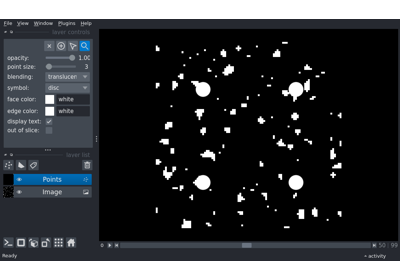 File View Window Plugins Help
layer controls
opacity: 1.00
point size: 3
blending: translucen
symbol: disc
face color: white
edge color: white
display text:
out of slice:
layer list
Points
Image
0 50 99
Ready activity